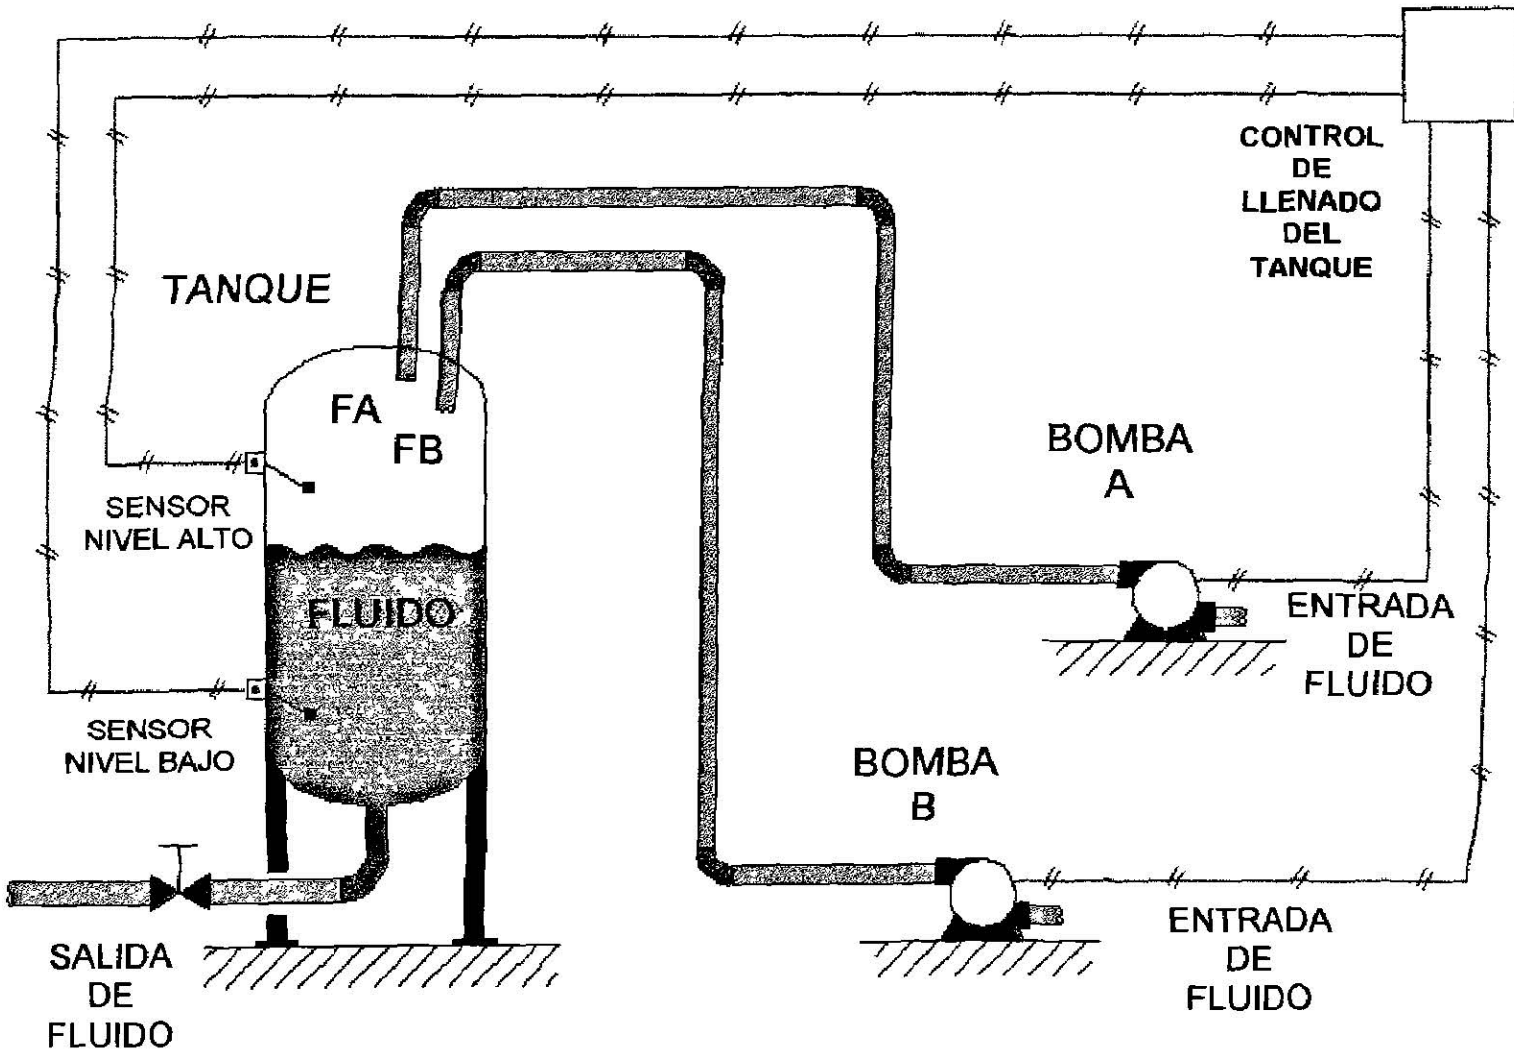 CONTROL
DE
LLENADO
DEL
TANQUE
TANQUE
FA
FB
BOMBA
A
SENSOR
NIVEL ALTO
FLUIDO
ENTRADA
DE
FLUIDO
SENSOR
NIVEL BAJO
BOMBA
B
SALIDA
DE
FLUIDO
ENTRADA
DE
FLUIDO